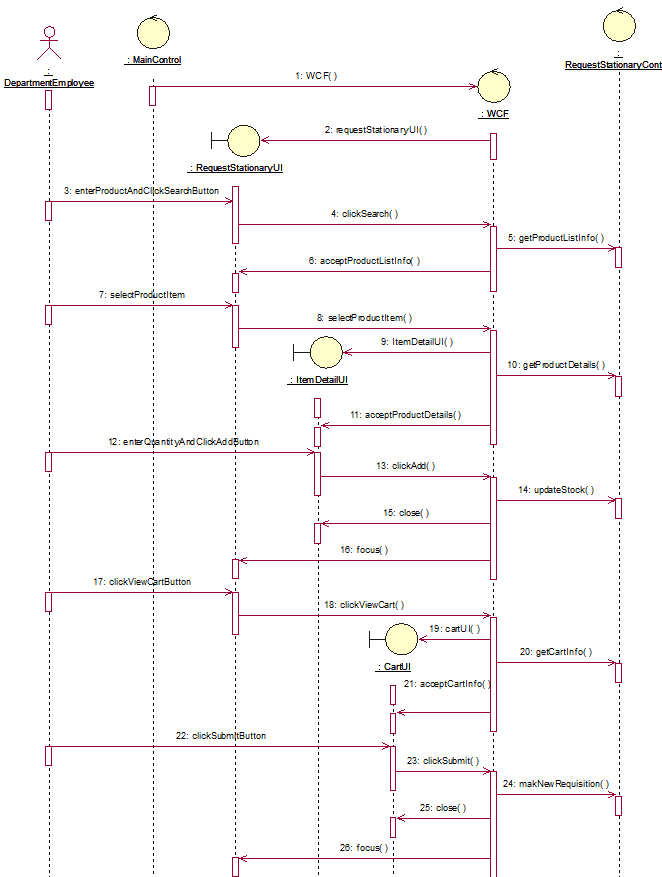 :
DepartmentEmployee
: MainControl
:
RequestStationaryCont
1: WCF( )
: WCF
2: requestStationaryUI( )
: RequestStationaryUI
3: enterProductAndClickSearchButton
4: clickSearch( )
5: getProductListInfo( )
6: acceptProductListInfo( )
7: selectProductItem
8: selectProductItem( )
9: ItemDetailUI( )
10: getProductDetails( )
: ItemDetailUI
11: acceptProductDetails( )
12: enterQuantityAndClickAddButton
13: clickAdd( )
14: updateStock( )
15: close( )
16: focus( )
17: clickViewCartButton
18: clickViewCart( )
19: cartUI( )
20: getCartInfo( )
: CartUI
21: acceptCartInfo( )
22: clickSubmitButton
23: clickSubmit( )
24: makNewRequisition( )
25: close( )
26: focus( )